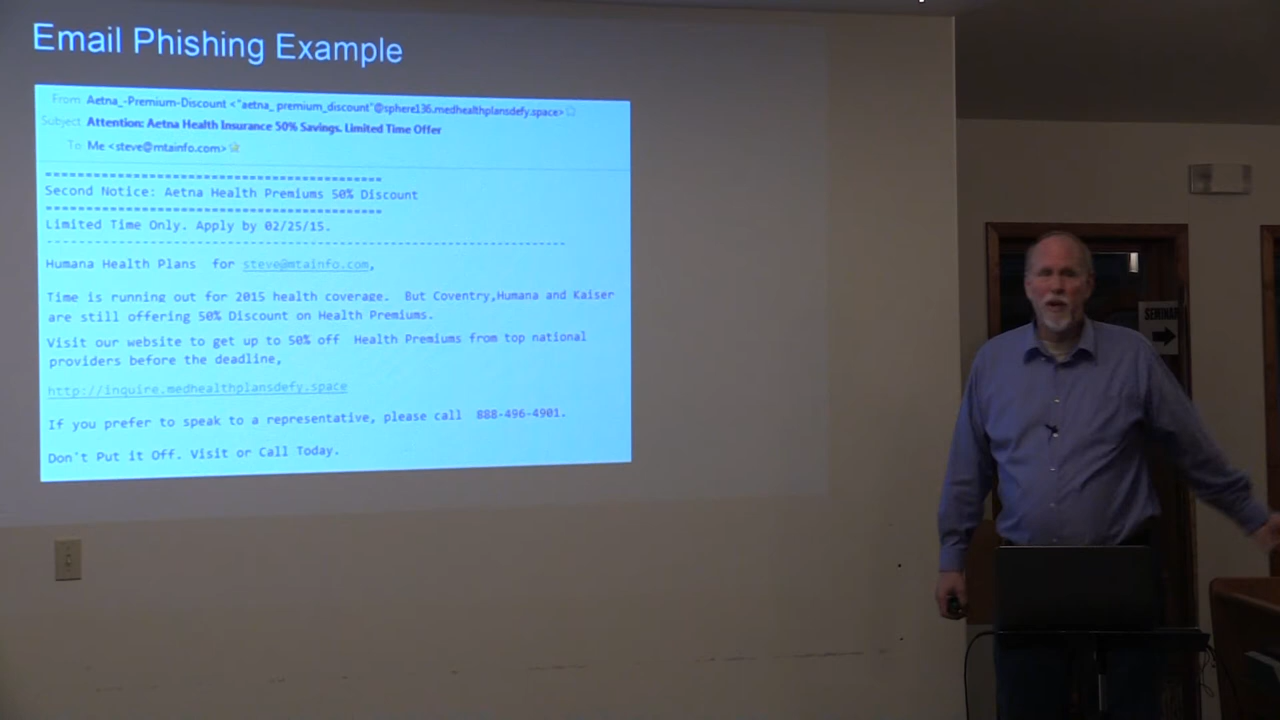 Email Phishing Example
From Aetna_-Premium-Discount <"aetna_ premium_discount"@sphere136.medhealthplansdefy.space>
Subject Attention: Aetna Health Insurance 50% Savings. Limited Time Offer
To Me <steve@mtainfo.com>
Second Notice: Aetna Health Premiums 50% Discount
Limited Time Only. Apply by 02/25/15.
Humana Health Plans for steve@mtainfo.com,
Time is running out for 2015 health coverage. But Coventry,Humana and Kaiser
are still offering 50% Discount on Health Premiums.
Visit our website to get up to 50% off Health Premiums from top national
providers before the deadline,
http://inquire.medhealthplansdefy.space
If you prefer to speak to a representative, please call 888-496-4901.
Don't Put it Off. Visit or Call Today.
SEMINAR